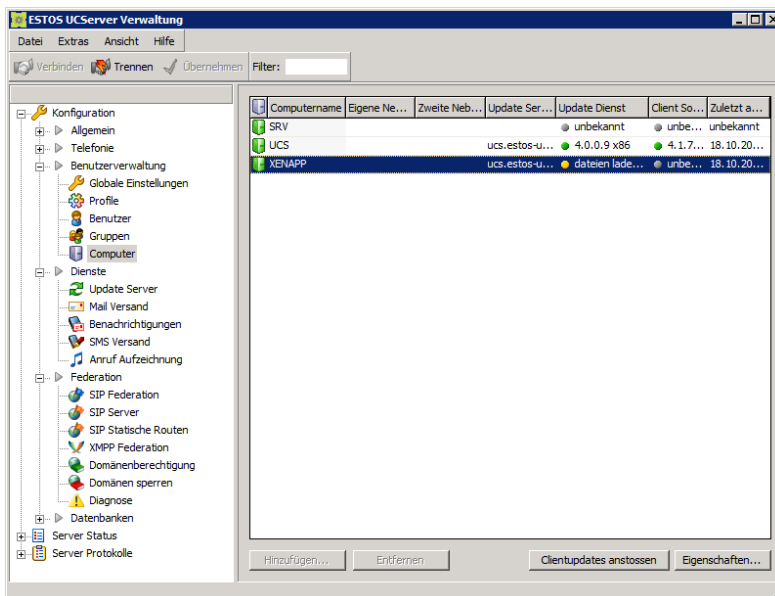 ESTOS UCServer Verwaltung
Datei Extras Ansicht Hilfe
Verbinden Trennen Übernehmen Filter:
Konfiguration
Allgemein
Telefonie
Benutzerverwaltung
Globale Einstellungen
Profile
Benutzer
Gruppen
Computer
Dienste
Update Server
Mail Versand
Benachrichtigungen
SMS Versand
Anruf Aufzeichnung
Federation
SIP Federation
SIP Server
SIP Statische Routen
XMPP Federation
Domänenberechtigung
Domänen sperren
Diagnose
Datenbanken
Server Status
Server Protokolle
Computername Eigene Ne... Zweite Neb... Update Ser... Update Dienst Client So... Zuletzt a...
SRV unbekannt unbe... unbekannt
UCS ucs.estos-u... 4.0.0.9 x86 4.1.7... 18.10.20...
XENAPP ucs.estos-u... dateien lade... unbe... 18.10.20...
Hinzufügen... Entfernen Clientupdates anstossen Eigenschaften...